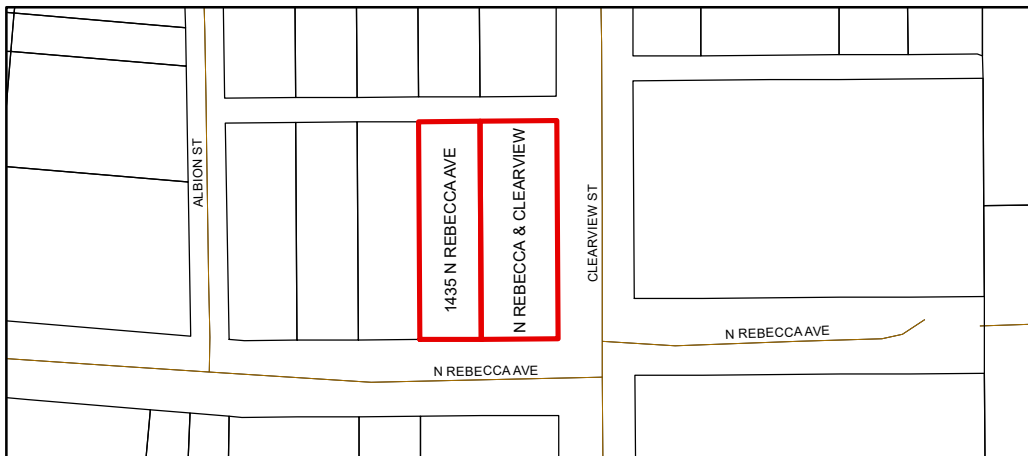 ALBION ST
1435 N REBECCA AVE
N REBECCA & CLEARVIEW
CLEARVIEW ST
N REBECCA AVE
N REBECCA AVE